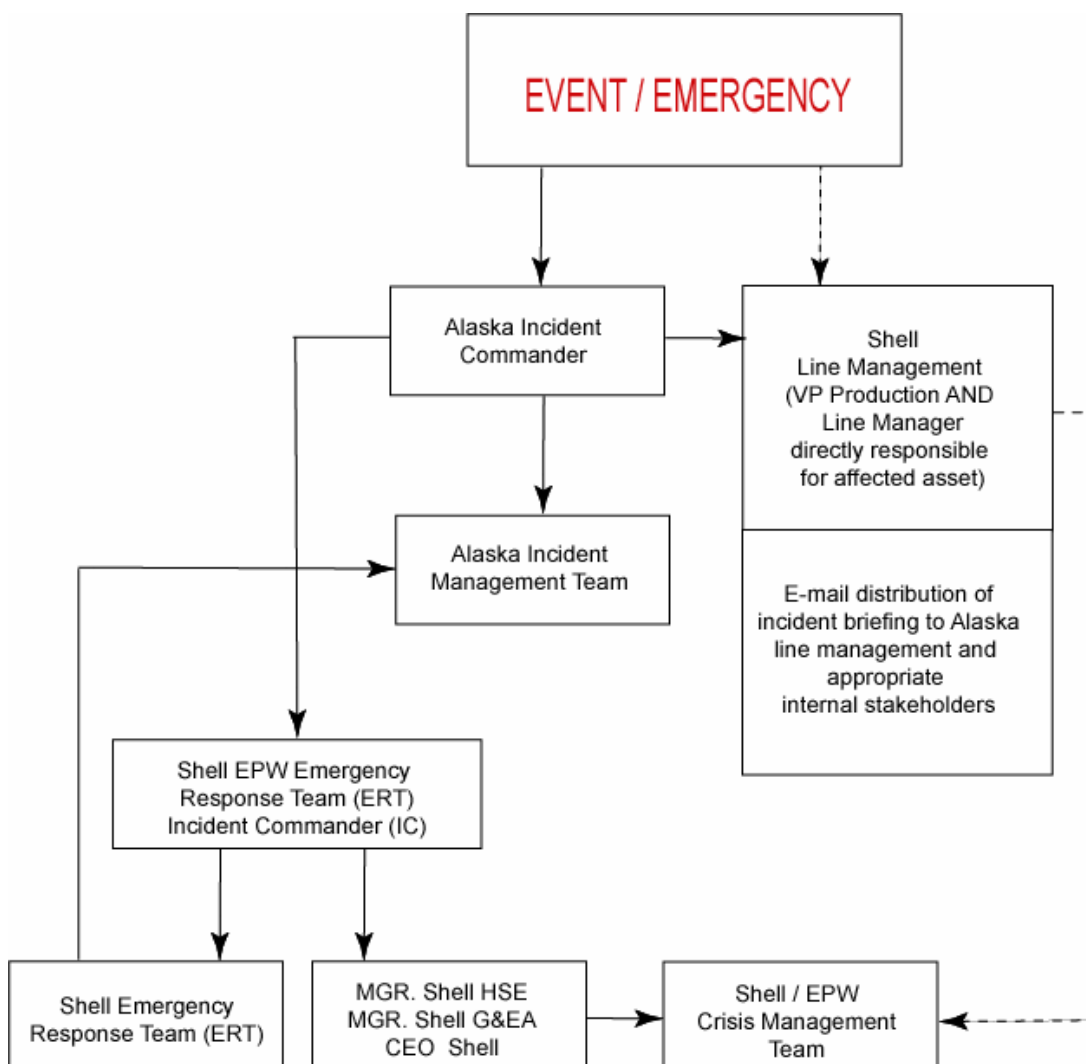 EVENT / EMERGENCY
Alaska Incident
Commander
Shell
Line Management
(VP Production AND
Line Manager
directly responsible
for affected asset)
Alaska Incident
Management Team
E-mail distribution of
incident briefing to Alaska
line management and
appropriate
internal stakeholders
Shell EPW Emergency
Response Team (ERT)
Incident Commander (IC)
Shell Emergency
Response Team (ERT)
MGR. Shell HSE
MGR. Shell G&EA
CEO Shell
Shell / EPW
Crisis Management
Team